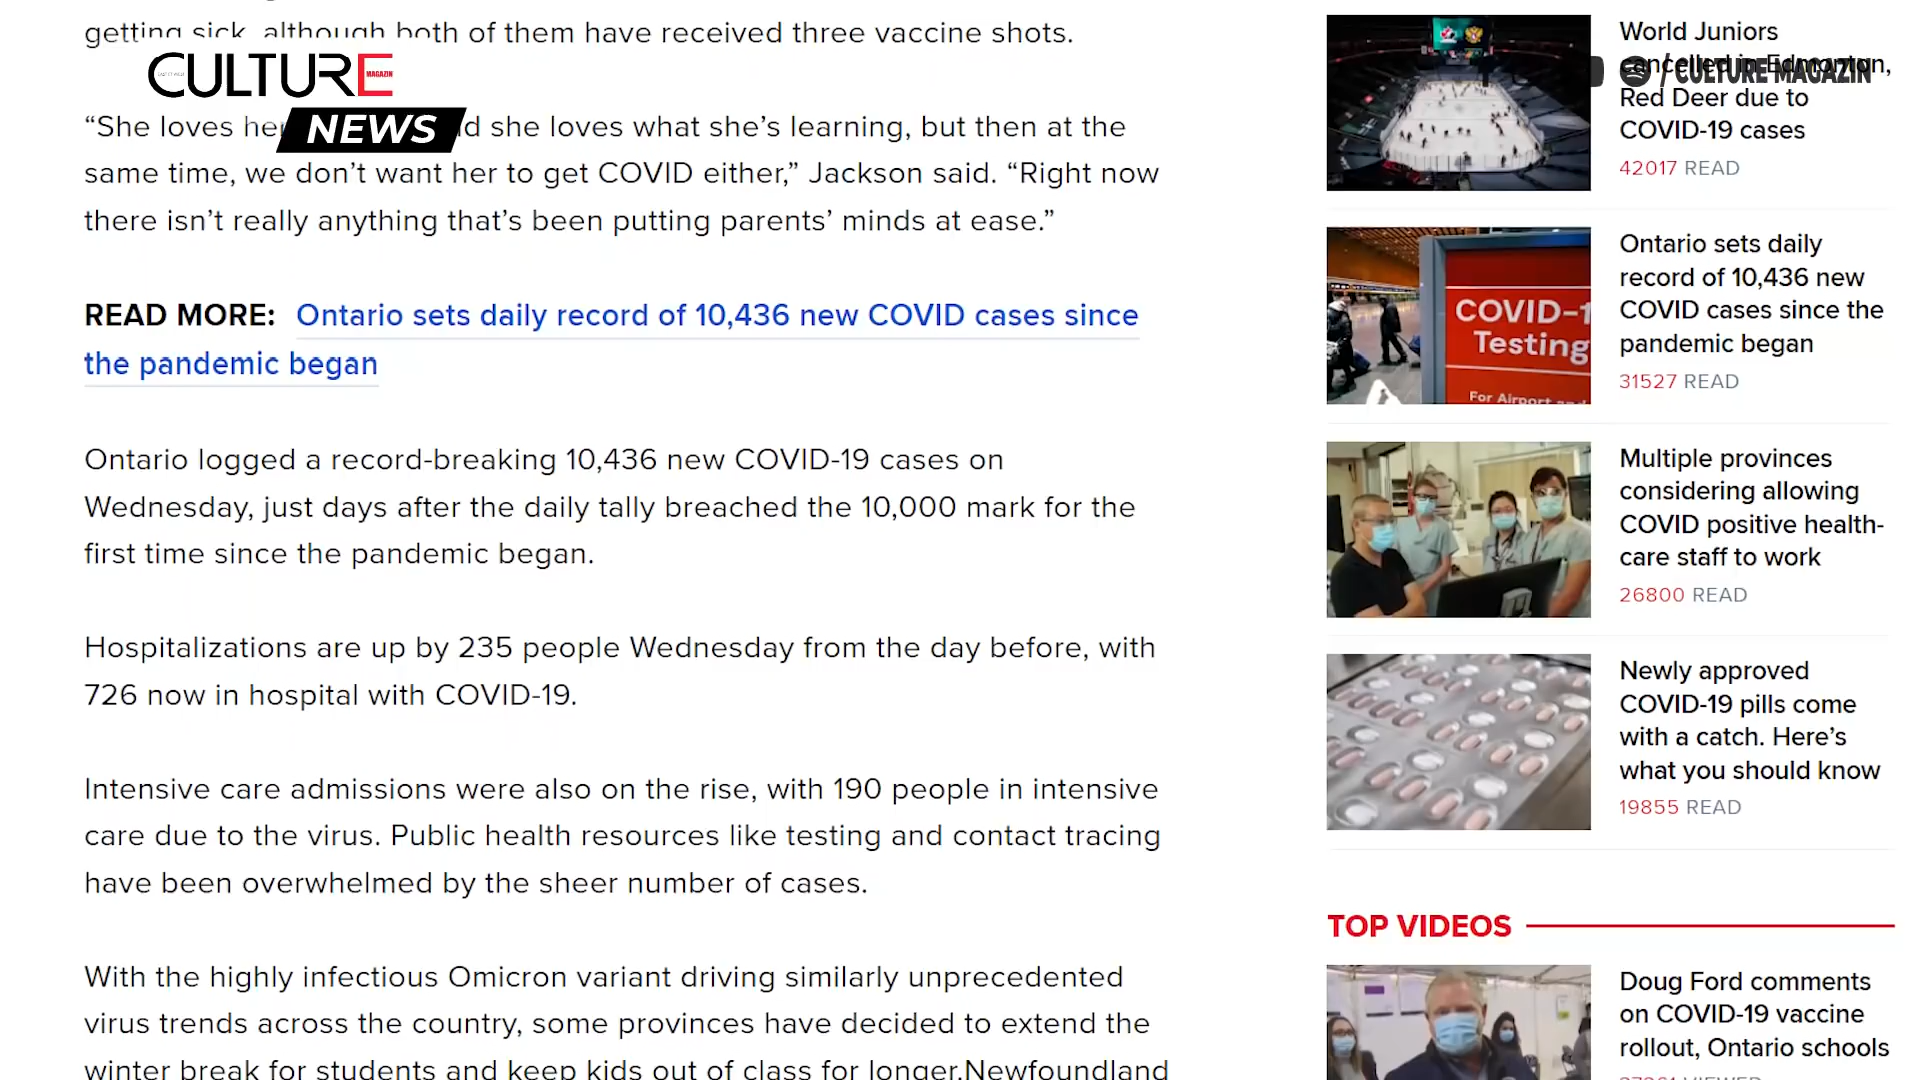 getting sick, although both of them have received three vaccine shots.
CULTURE
MAGAZIN
NEWS
“She loves her d she loves what she’s learning, but then at the
same time, we don’t want her to get COVID either,” Jackson said. “Right now
there isn’t really anything that’s been putting parents’ minds at ease.”
READ MORE: Ontario sets daily record of 10,436 new COVID cases since
the pandemic began
Ontario logged a record-breaking 10,436 new COVID-19 cases on
Wednesday, just days after the daily tally breached the 10,000 mark for the
first time since the pandemic began.
Hospitalizations are up by 235 people Wednesday from the day before, with
726 now in hospital with COVID-19.
Intensive care admissions were also on the rise, with 190 people in intensive
care due to the virus. Public health resources like testing and contact tracing
have been overwhelmed by the sheer number of cases.
With the highly infectious Omicron variant driving similarly unprecedented
virus trends across the country, some provinces have decided to extend the
winter break for students and keep kids out of class for longer.Newfoundland
World Juniors
cancelled in Edmonton,
/ CULTURE MAGAZIN
Red Deer due to
COVID-19 cases
42017 READ
COVID-1
Testing
For Airport and
Ontario sets daily
record of 10,436 new
COVID cases since the
pandemic began
31527 READ
Multiple provinces
considering allowing
COVID positive health-
care staff to work
26800 READ
Newly approved
COVID-19 pills come
with a catch. Here’s
what you should know
19855 READ
TOP VIDEOS
Doug Ford comments
on COVID-19 vaccine
rollout, Ontario schools